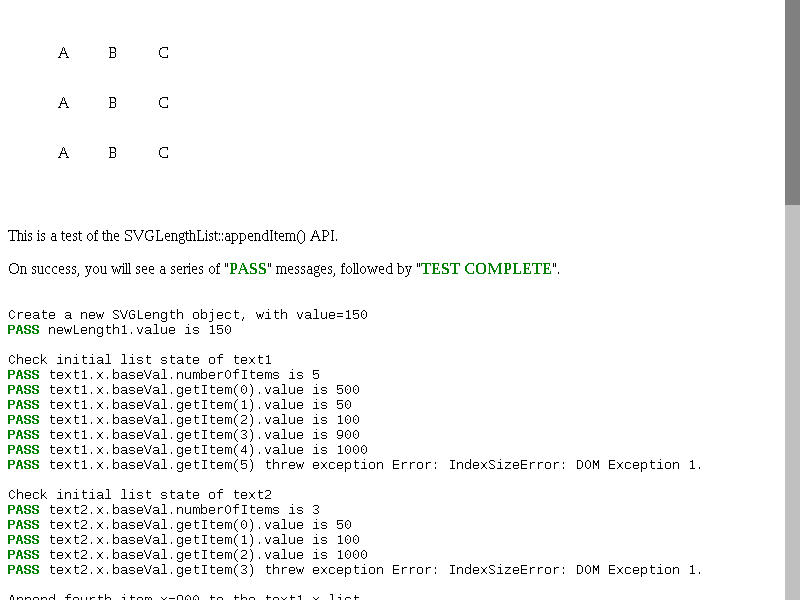 A B C
A B C
A B C
This is a test of the SVGLengthList::appendItem() API.
On success, you will see a series of "PASS" messages, followed by "TEST COMPLETE".
Create a new SVGLength object, with value=150
PASS newLength1.value is 150
Check initial list state of text1
PASS text1.x.baseVal.numberOfItems is 5
PASS text1.x.baseVal.getItem(0).value is 500
PASS text1.x.baseVal.getItem(1).value is 50
PASS text1.x.baseVal.getItem(2).value is 100
PASS text1.x.baseVal.getItem(3).value is 900
PASS text1.x.baseVal.getItem(4).value is 1000
PASS text1.x.baseVal.getItem(5) threw exception Error: IndexSizeError: DOM Exception 1.
Check initial list state of text2
PASS text2.x.baseVal.numberOfItems is 3
PASS text2.x.baseVal.getItem(0).value is 50
PASS text2.x.baseVal.getItem(1).value is 100
PASS text2.x.baseVal.getItem(2).value is 1000
PASS text2.x.baseVal.getItem(3) threw exception Error: IndexSizeError: DOM Exception 1.
Append fourth item to the text1 x list